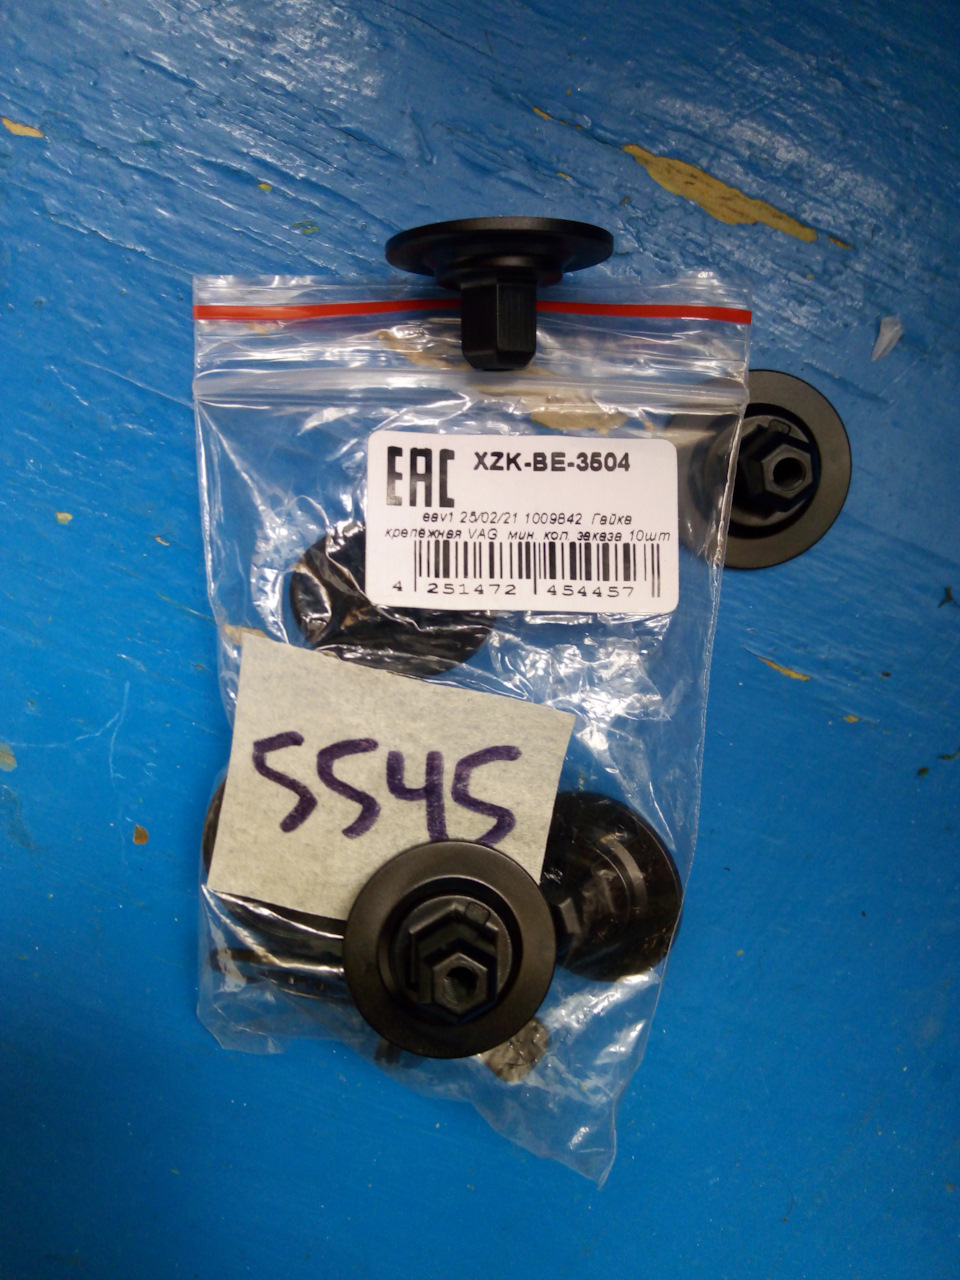 EAC XZK-BE-3504
eav1 25/02/21 1009842 Гайка
крепежная VAG мин. кол. заказа 10шт
4 251472 454457
5545